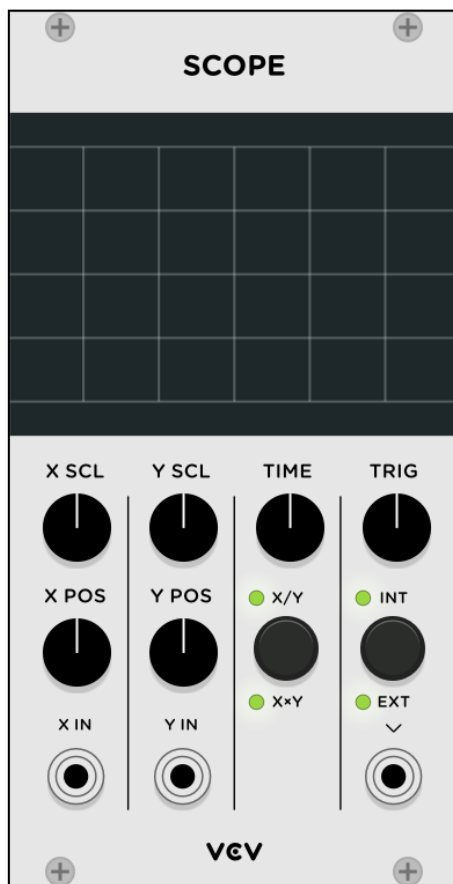 SCOPE
X SCL Y SCL TIME TRIG
X POS Y POS X/Y INT
X×Y EXT
X IN Y IN
VCV